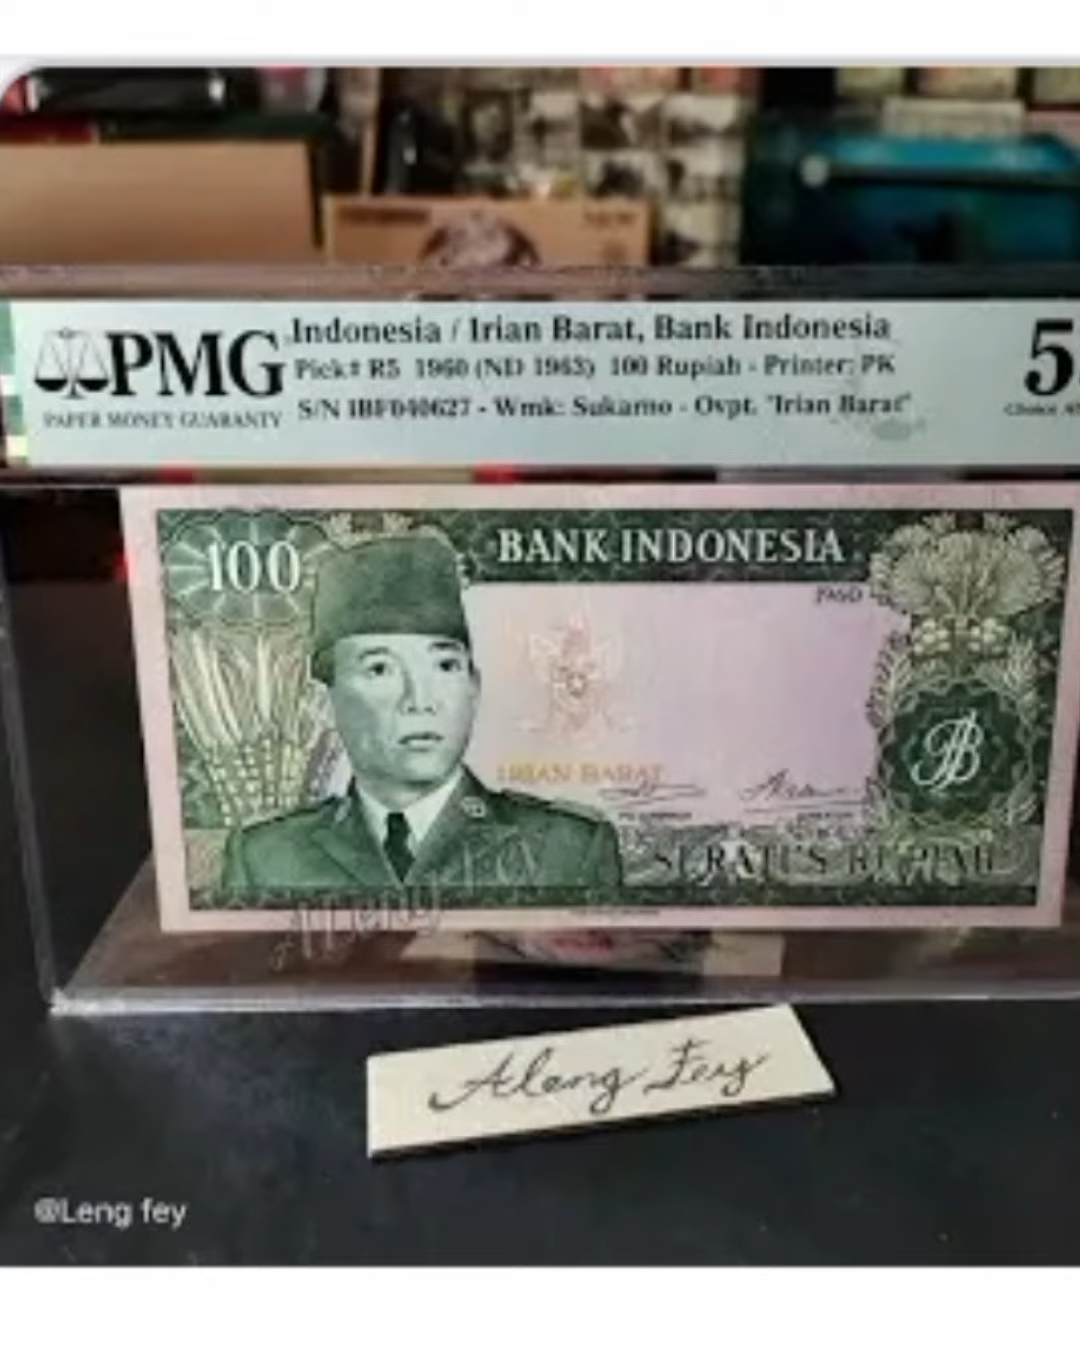 PMG
PAPER MONEY GUARANTY
Indonesia / Irian Barat, Bank Indonesia
Pick# R5 1960 (ND 1963) 100 Rupiah - Printer: PK
S/N IBF040627 - Wmk: Sukarno - Ovpt. "Irian Barat"
5
Choice
100
BANK INDONESIA
1960
IRIAN BARAT
SERATUS RUPIAH
Aleng Fey
@Leng fey